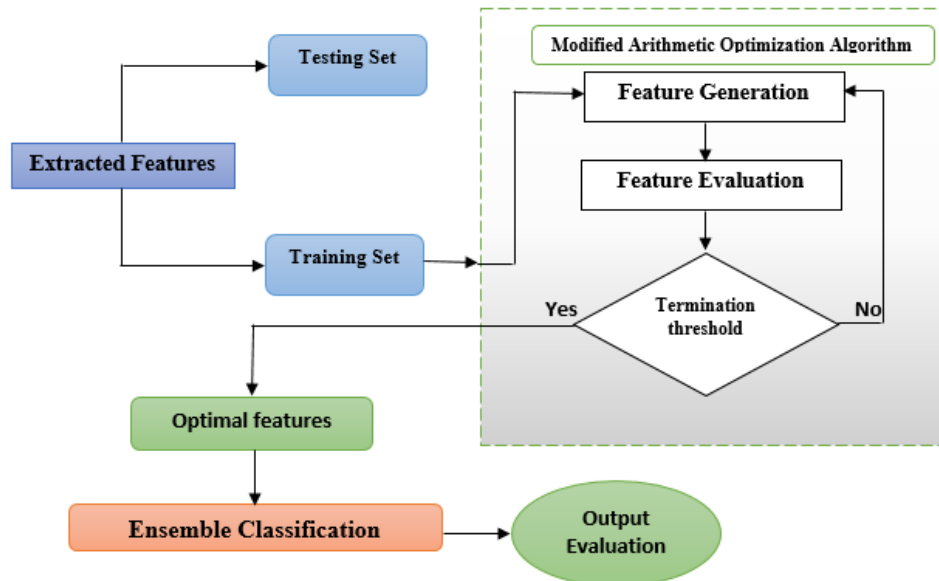 Testing Set
Modified Arithmetic Optimization Algorithm
Feature Generation
Extracted Features
Feature Evaluation
Training Set
Yes
Termination
threshold
No
Optimal features
Ensemble Classification
Output
Evaluation